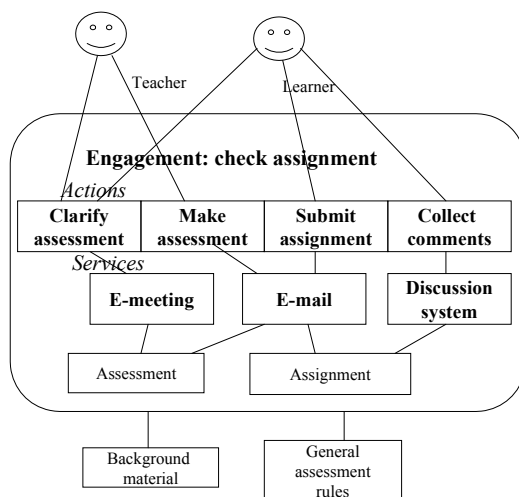 Teacher
Learner
Engagement: check assignment
Actions
Clarify
assessment
Make
assessment
Submit
assignment
Collect
comments
Services
E-meeting
E-mail
Discussion
system
Assessment
Assignment
Background
material
General
assessment
rules